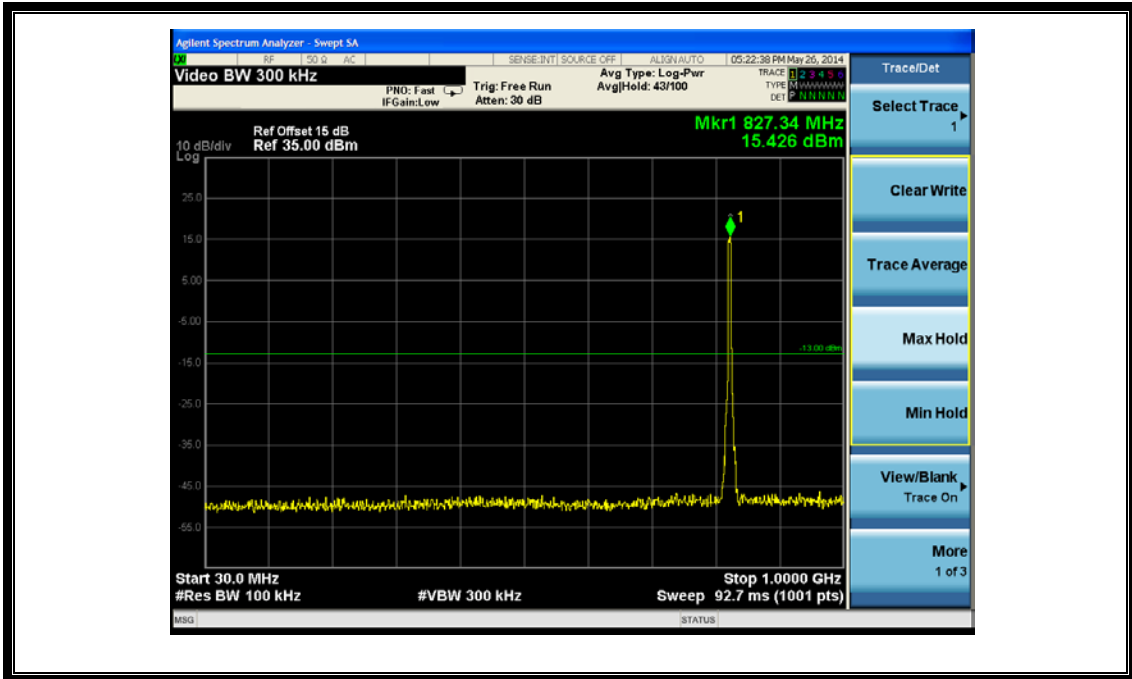 Agilent Spectrum Analyzer - Swept SA
RF 50 Ω AC SENSE:INT SOURCE OFF ALIGN AUTO 05:22:38 PM May 26, 2014
Video BW 300 kHz
PNO: Fast
IFGain:Low
Trig: Free Run
Atten: 30 dB
Avg Type: Log-Pwr
Avg|Hold: 43/100
TRACE 1 2 3 4 5 6
TYPE M
DET P N N N N N
Ref Offset 15 dB
Ref 35.00 dBm
10 dB/div
Log
Mkr1 827.34 MHz
15.426 dBm
25.0
15.0
5.00
-5.00
-15.0
-25.0
-35.0
-45.0
-55.0
1
-13.00 dBm
Start 30.0 MHz
Stop 1.0000 GHz
#Res BW 100 kHz
#VBW 300 kHz
Sweep 92.7 ms (1001 pts)
MSG
STATUS
Trace/Det
Select Trace
1
Clear Write
Trace Average
Max Hold
Min Hold
View/Blank
Trace On
More
1 of 3